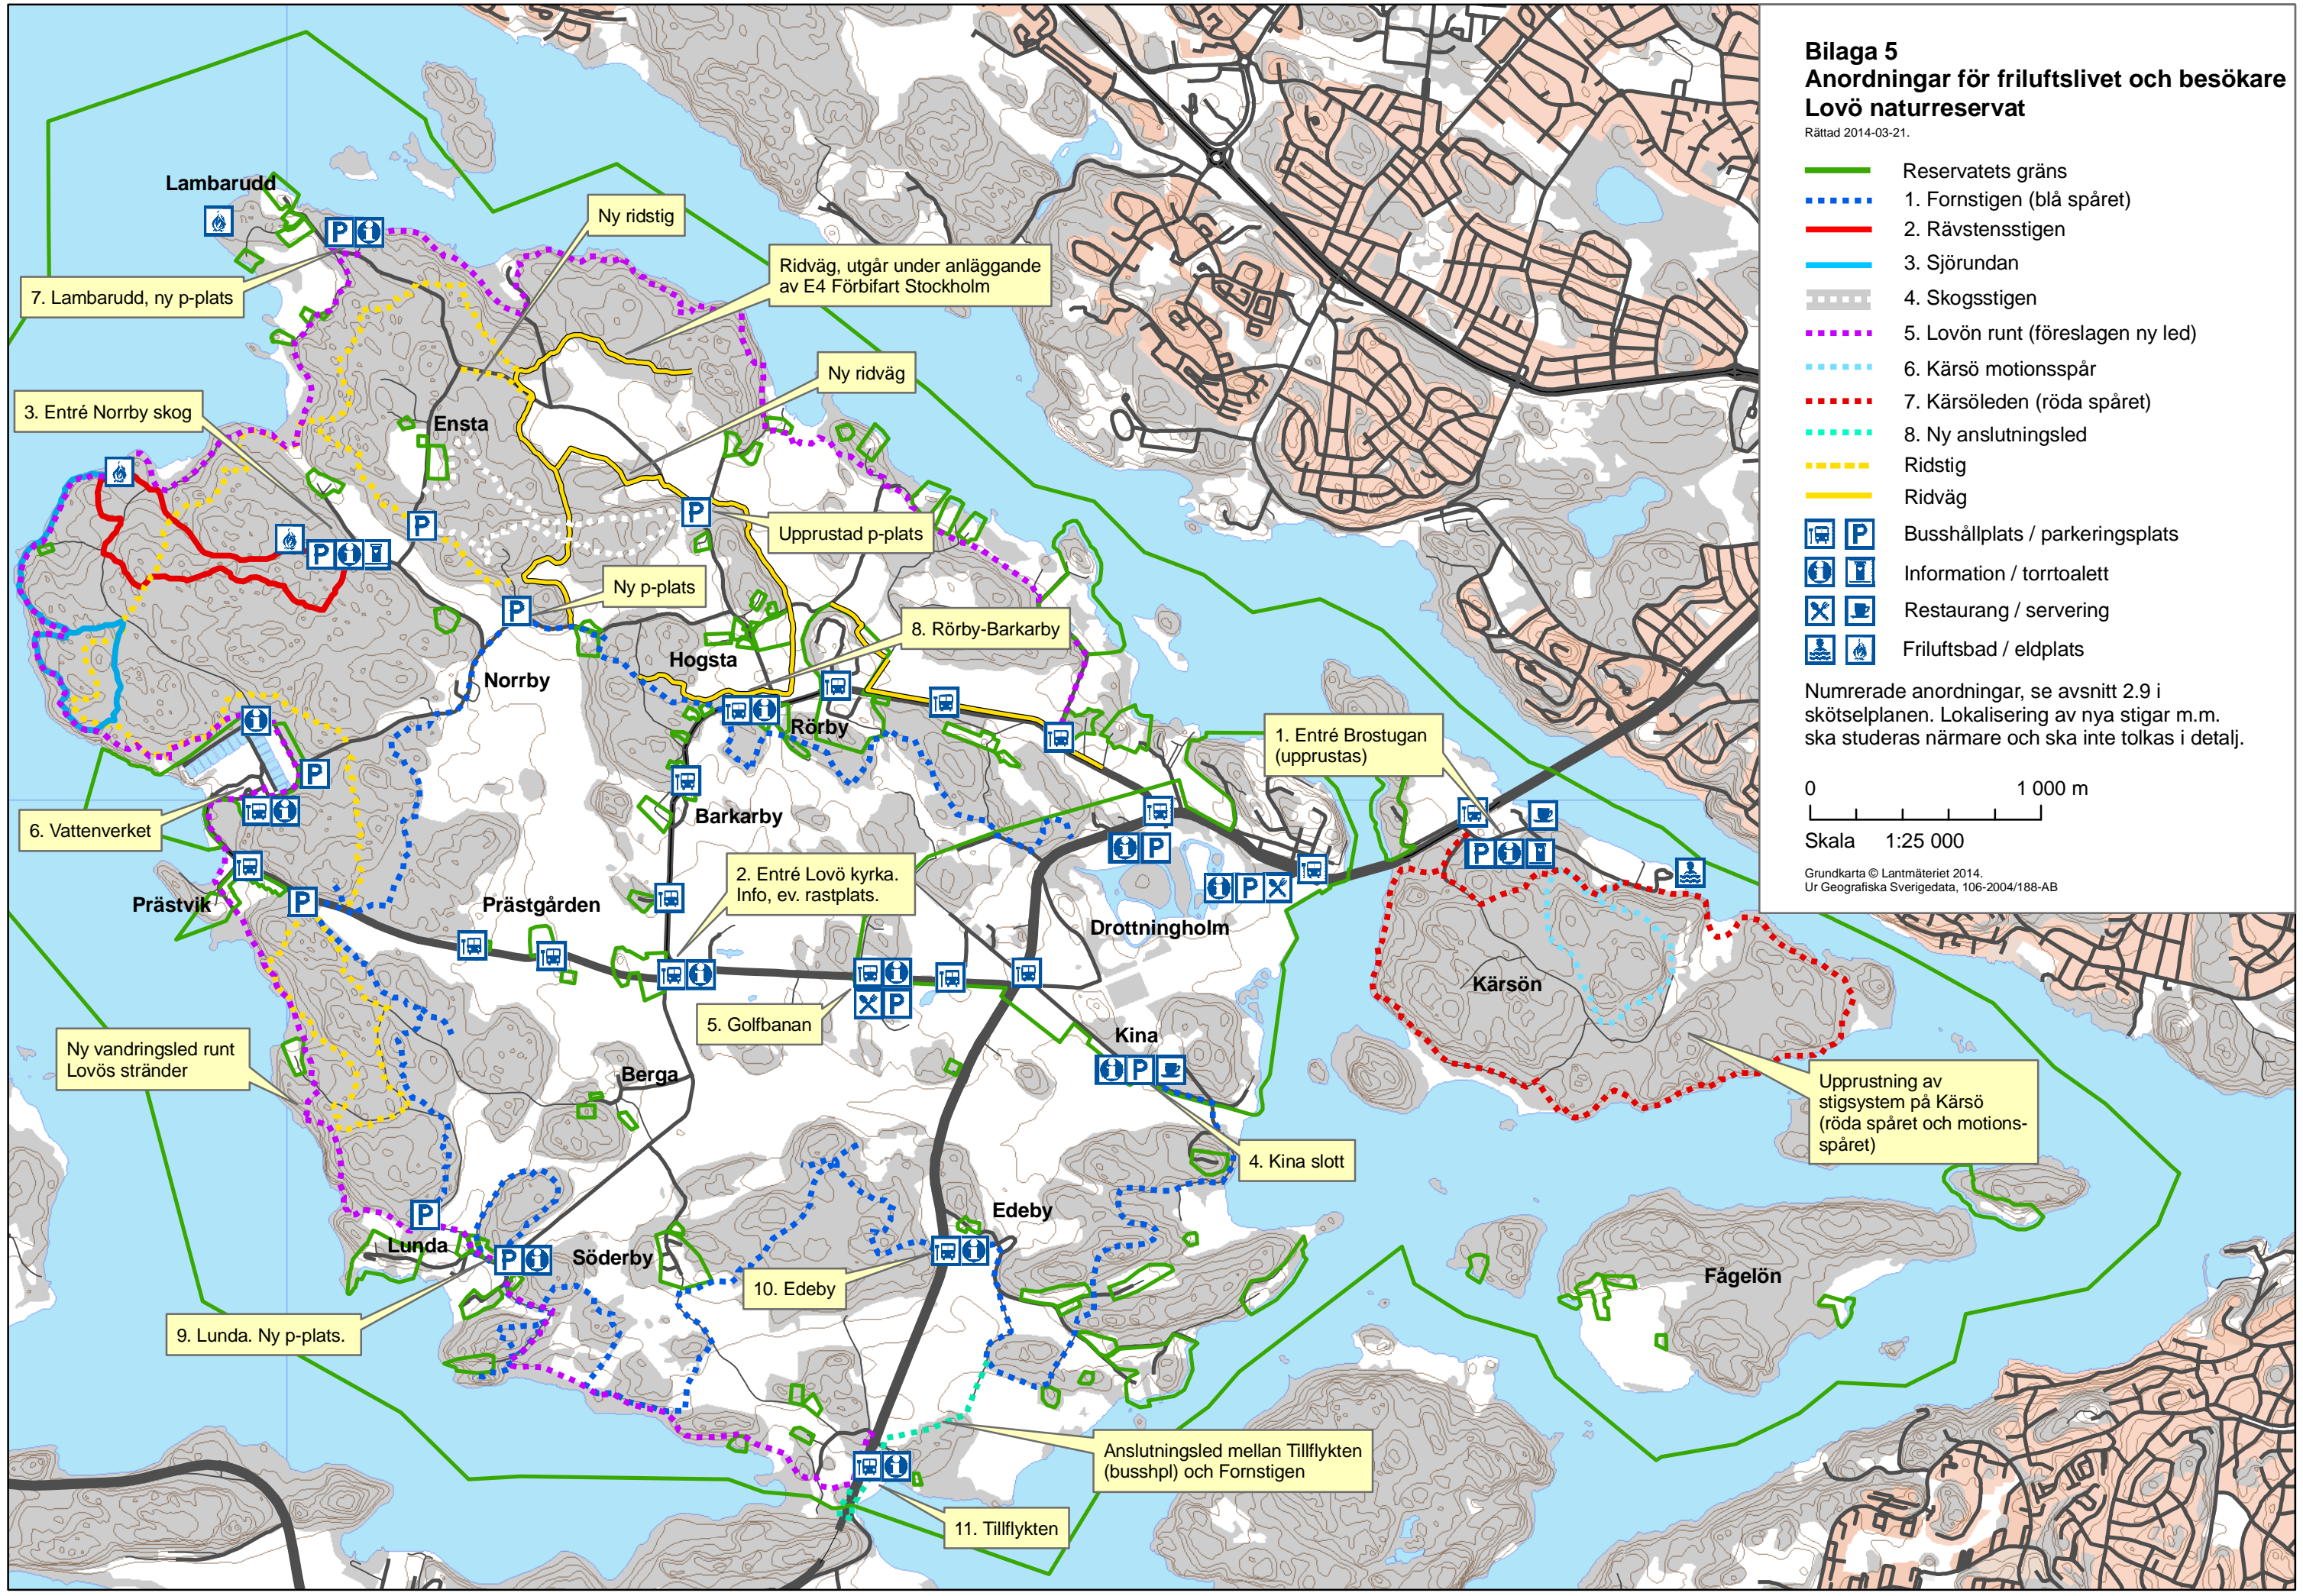 Bilaga 5
Anordningar för friluftslivet och besökare
Lovö naturreservat
Rättad 2014-03-21.
Reservatets gräns
1. Fornstigen (blå spåret)
2. Rävstensstigen
3. Sjörundan
4. Skogsstigen
5. Lovön runt (föreslagen ny led)
6. Kärsö motionsspår
7. Kärsöleden (röda spåret)
8. Ny anslutningsled
Ridstig
Ridväg
P
Busshållplats / parkeringsplats
Information / torrtoalett
Restaurang / servering
Friluftsbad / eldplats
Numrerade anordningar, se avsnitt 2.9 i
skötselplanen. Lokalisering av nya stigar m.m.
ska studeras närmare och ska inte tolkas i detalj.
0 1 000 m
Skala 1:25 000
Grundkarta © Lantmäteriet 2014.
Ur Geografiska Sverigedata, 106-2004/188-AB
Lambarudd
P
Ny ridstig
Ridväg, utgår under anläggande
av E4 Förbifart Stockholm
7. Lambarudd, ny p-plats
Ny ridväg
3. Entré Norrby skog
Ensta
P
P
Upprustad p-plats
P
Ny p-plats
P
8. Rörby-Barkarby
Hogsta
Norrby
Rörby
1. Entré Brostugan
(upprustas)
P
6. Vattenverket
Barkarby
P
P
2. Entré Lovö kyrka.
Info, ev. rastplats.
P
P
P
Prästvik
Prästgården
Drottningholm
Kärsön
P
5. Golfbanan
Kina
Ny vandringsled runt
Lovös stränder
Berga
P
Upprustning av
stigsystem på Kärsö
(röda spåret och motions-
spåret)
4. Kina slott
P
Edeby
Lunda
P
Söderby
10. Edeby
Fågelön
9. Lunda. Ny p-plats.
Anslutningsled mellan Tillflykten
(busshpl) och Fornstigen
11. Tillflykten